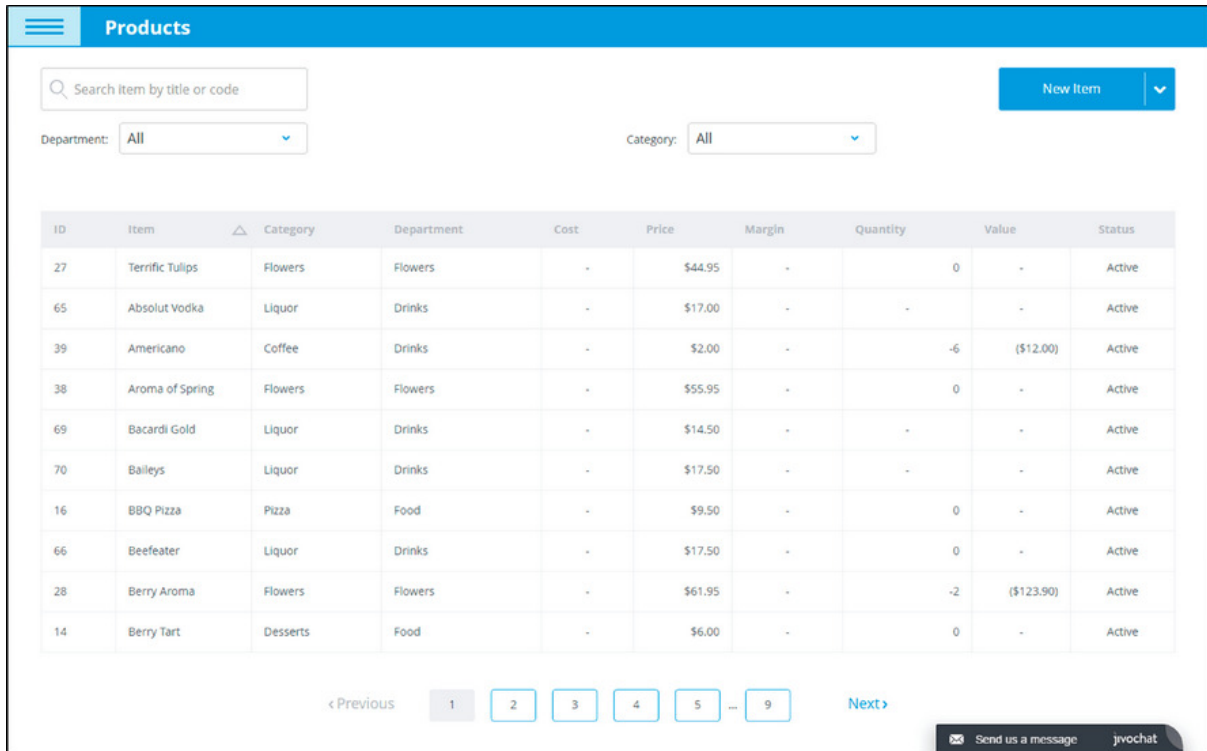 Products
Search item by title or code
New Item
Department: All
Category: All
ID Item Category Department Cost Price Margin Quantity Value Status
27 Terrific Tulips Flowers Flowers - $44.95 - 0 - Active
65 Absolut Vodka Liquor Drinks - $17.00 - - - Active
39 Americano Coffee Drinks - $2.00 - -6 ($12.00) Active
38 Aroma of Spring Flowers Flowers - $55.95 - 0 - Active
69 Bacardi Gold Liquor Drinks - $14.50 - - - Active
70 Baileys Liquor Drinks - $17.50 - - - Active
16 BBQ Pizza Pizza Food - $9.50 - 0 - Active
66 Beefeater Liquor Drinks - $17.50 - 0 - Active
28 Berry Aroma Flowers Flowers - $61.95 - -2 ($123.90) Active
14 Berry Tart Desserts Food - $6.00 - 0 - Active
‹ Previous 1 2 3 4 5 ... 9 Next ›
Send us a message jivochat